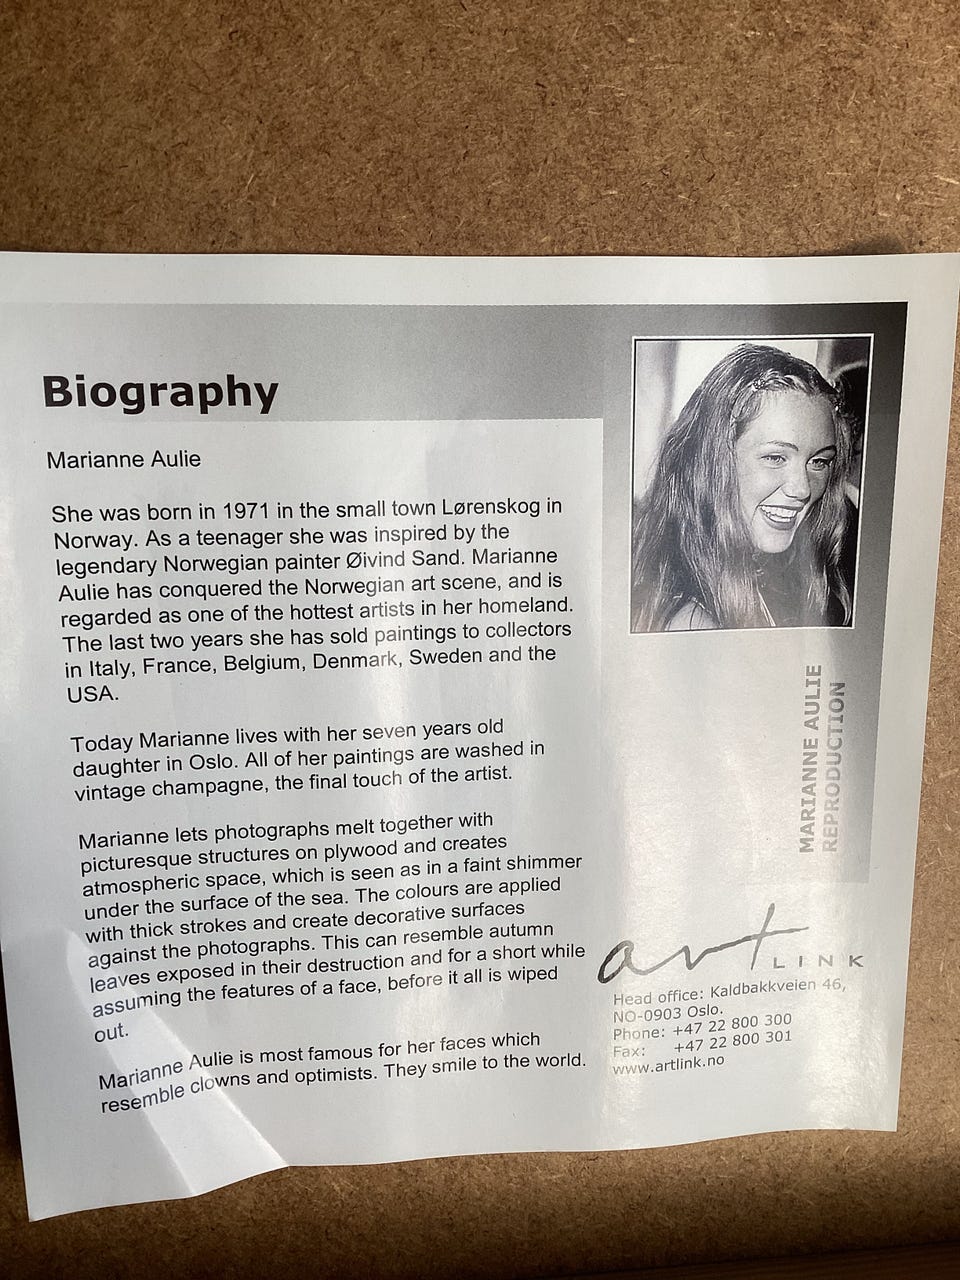 Biography
Marianne Aulie
She was born in 1971 in the small town Lørenskog in
Norway. As a teenager she was inspired by the
legendary Norwegian painter Øivind Sand. Marianne
Aulie has conquered the Norwegian art scene, and is
regarded as one of the hottest artists in her homeland.
The last two years she has sold paintings to collectors
in Italy, France, Belgium, Denmark, Sweden and the
USA.
Today Marianne lives with her seven years old
daughter in Oslo. All of her paintings are washed in
vintage champagne, the final touch of the artist.
Marianne lets photographs melt together with
picturesque structures on plywood and creates
atmospheric space, which is seen as in a faint shimmer
under the surface of the sea. The colours are applied
with thick strokes and create decorative surfaces
against the photographs. This can resemble autumn
leaves exposed in their destruction and for a short while
assuming the features of a face, before it all is wiped
out.
Marianne Aulie is most famous for her faces which
resemble clowns and optimists. They smile to the world.
MARIANNE AULIE
REPRODUCTION
art
LINK
Head office: Kaldbakkveien 46,
NO-0903 Oslo.
Phone: +47 22 800 300
Fax: +47 22 800 301
www.artlink.no